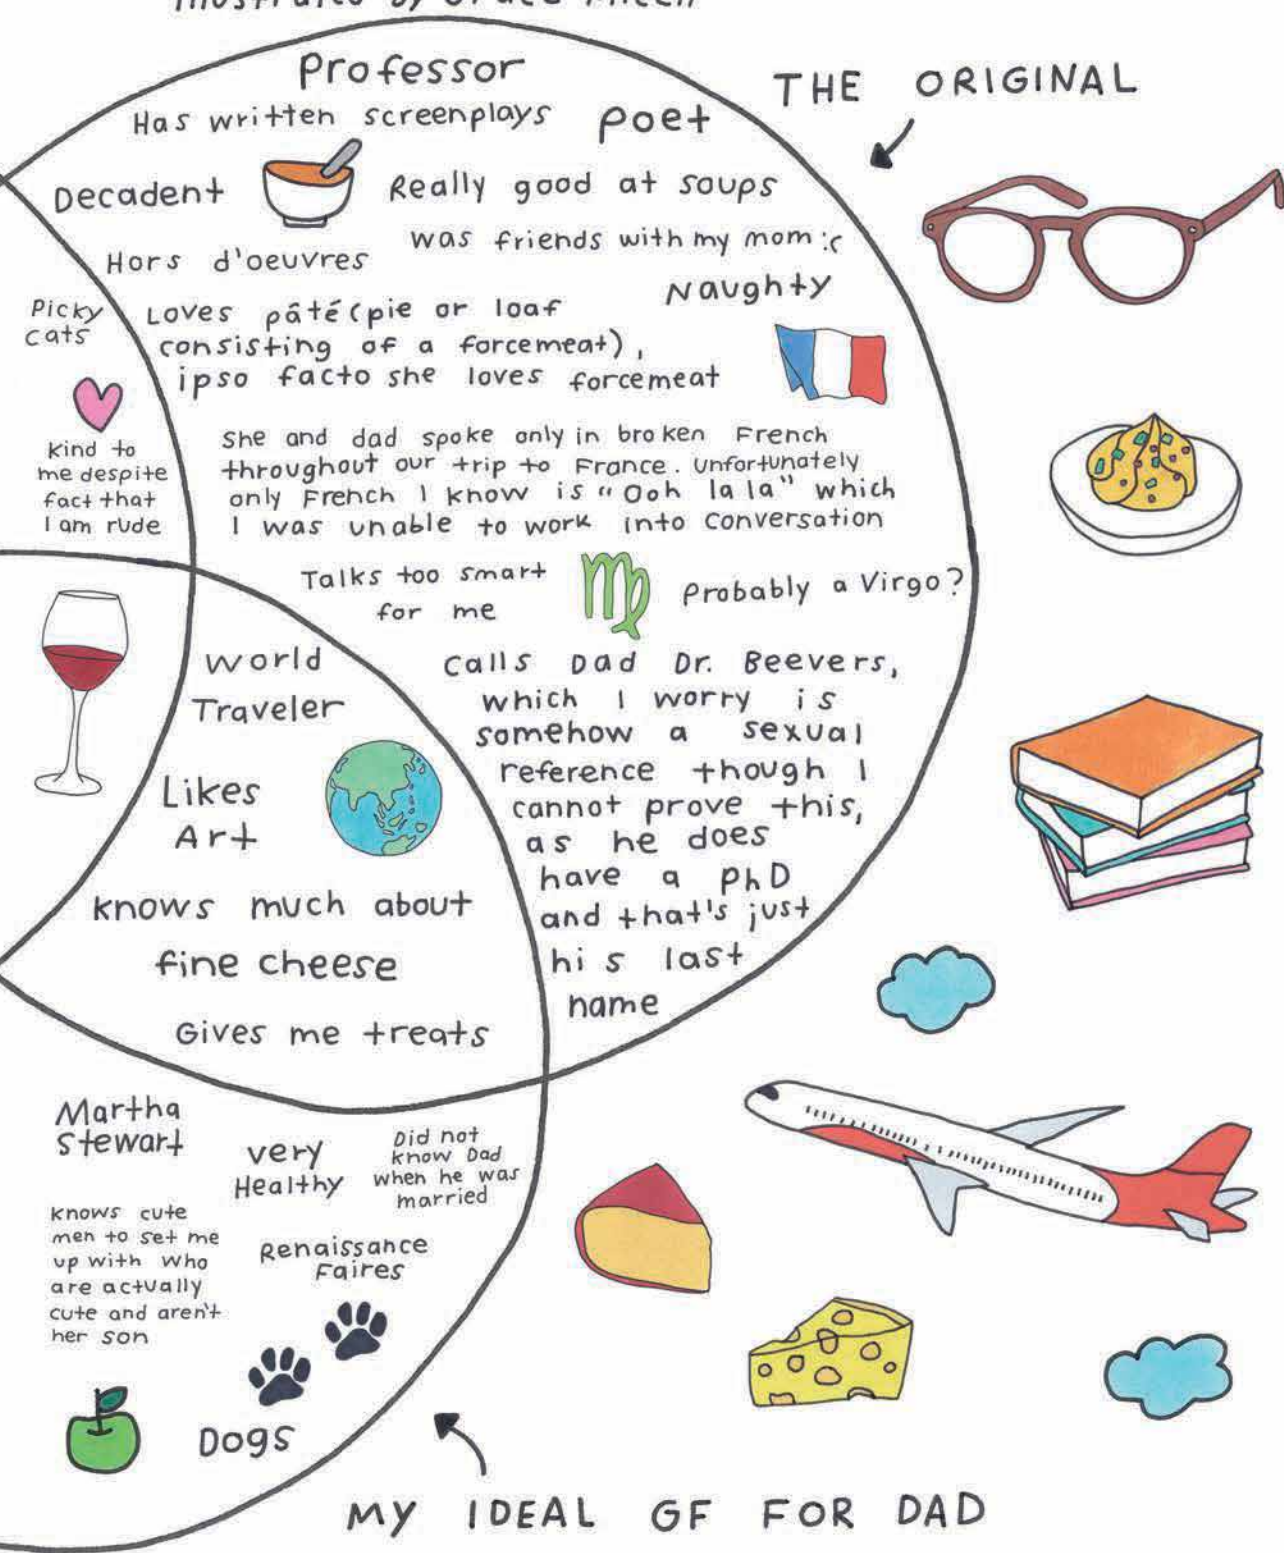 Illustrated by Grace
THE ORIGINAL
Professor
Has written screenplays
poet
Decadent
Really good at soups
was friends with my mom :c
Hors d'oeuvres
Naughty
Picky
cats
Loves pâté (pie or loaf
consisting of a forcemeat),
ipso facto she loves forcemeat
kind to
me despite
fact that
I am rude
She and dad spoke only in broken French
throughout our trip to France. Unfortunately
only French I know is "Ooh la la" which
I was unable to work into conversation
Talks too smart
for me
Probably a Virgo?
World
Traveler
Likes
Art
knows much about
fine cheese
Gives me treats
Calls Dad Dr. Beevers,
which I worry is
somehow a sexual
reference though I
cannot prove this,
as he does
have a PhD
and that's just
his last
name
Martha
Stewart
very
Healthy
Did not
know Dad
when he was
married
Knows cute
men to set me
up with who
are actually
cute and aren't
her son
Renaissance
Faires
Dogs
MY IDEAL GF FOR DAD